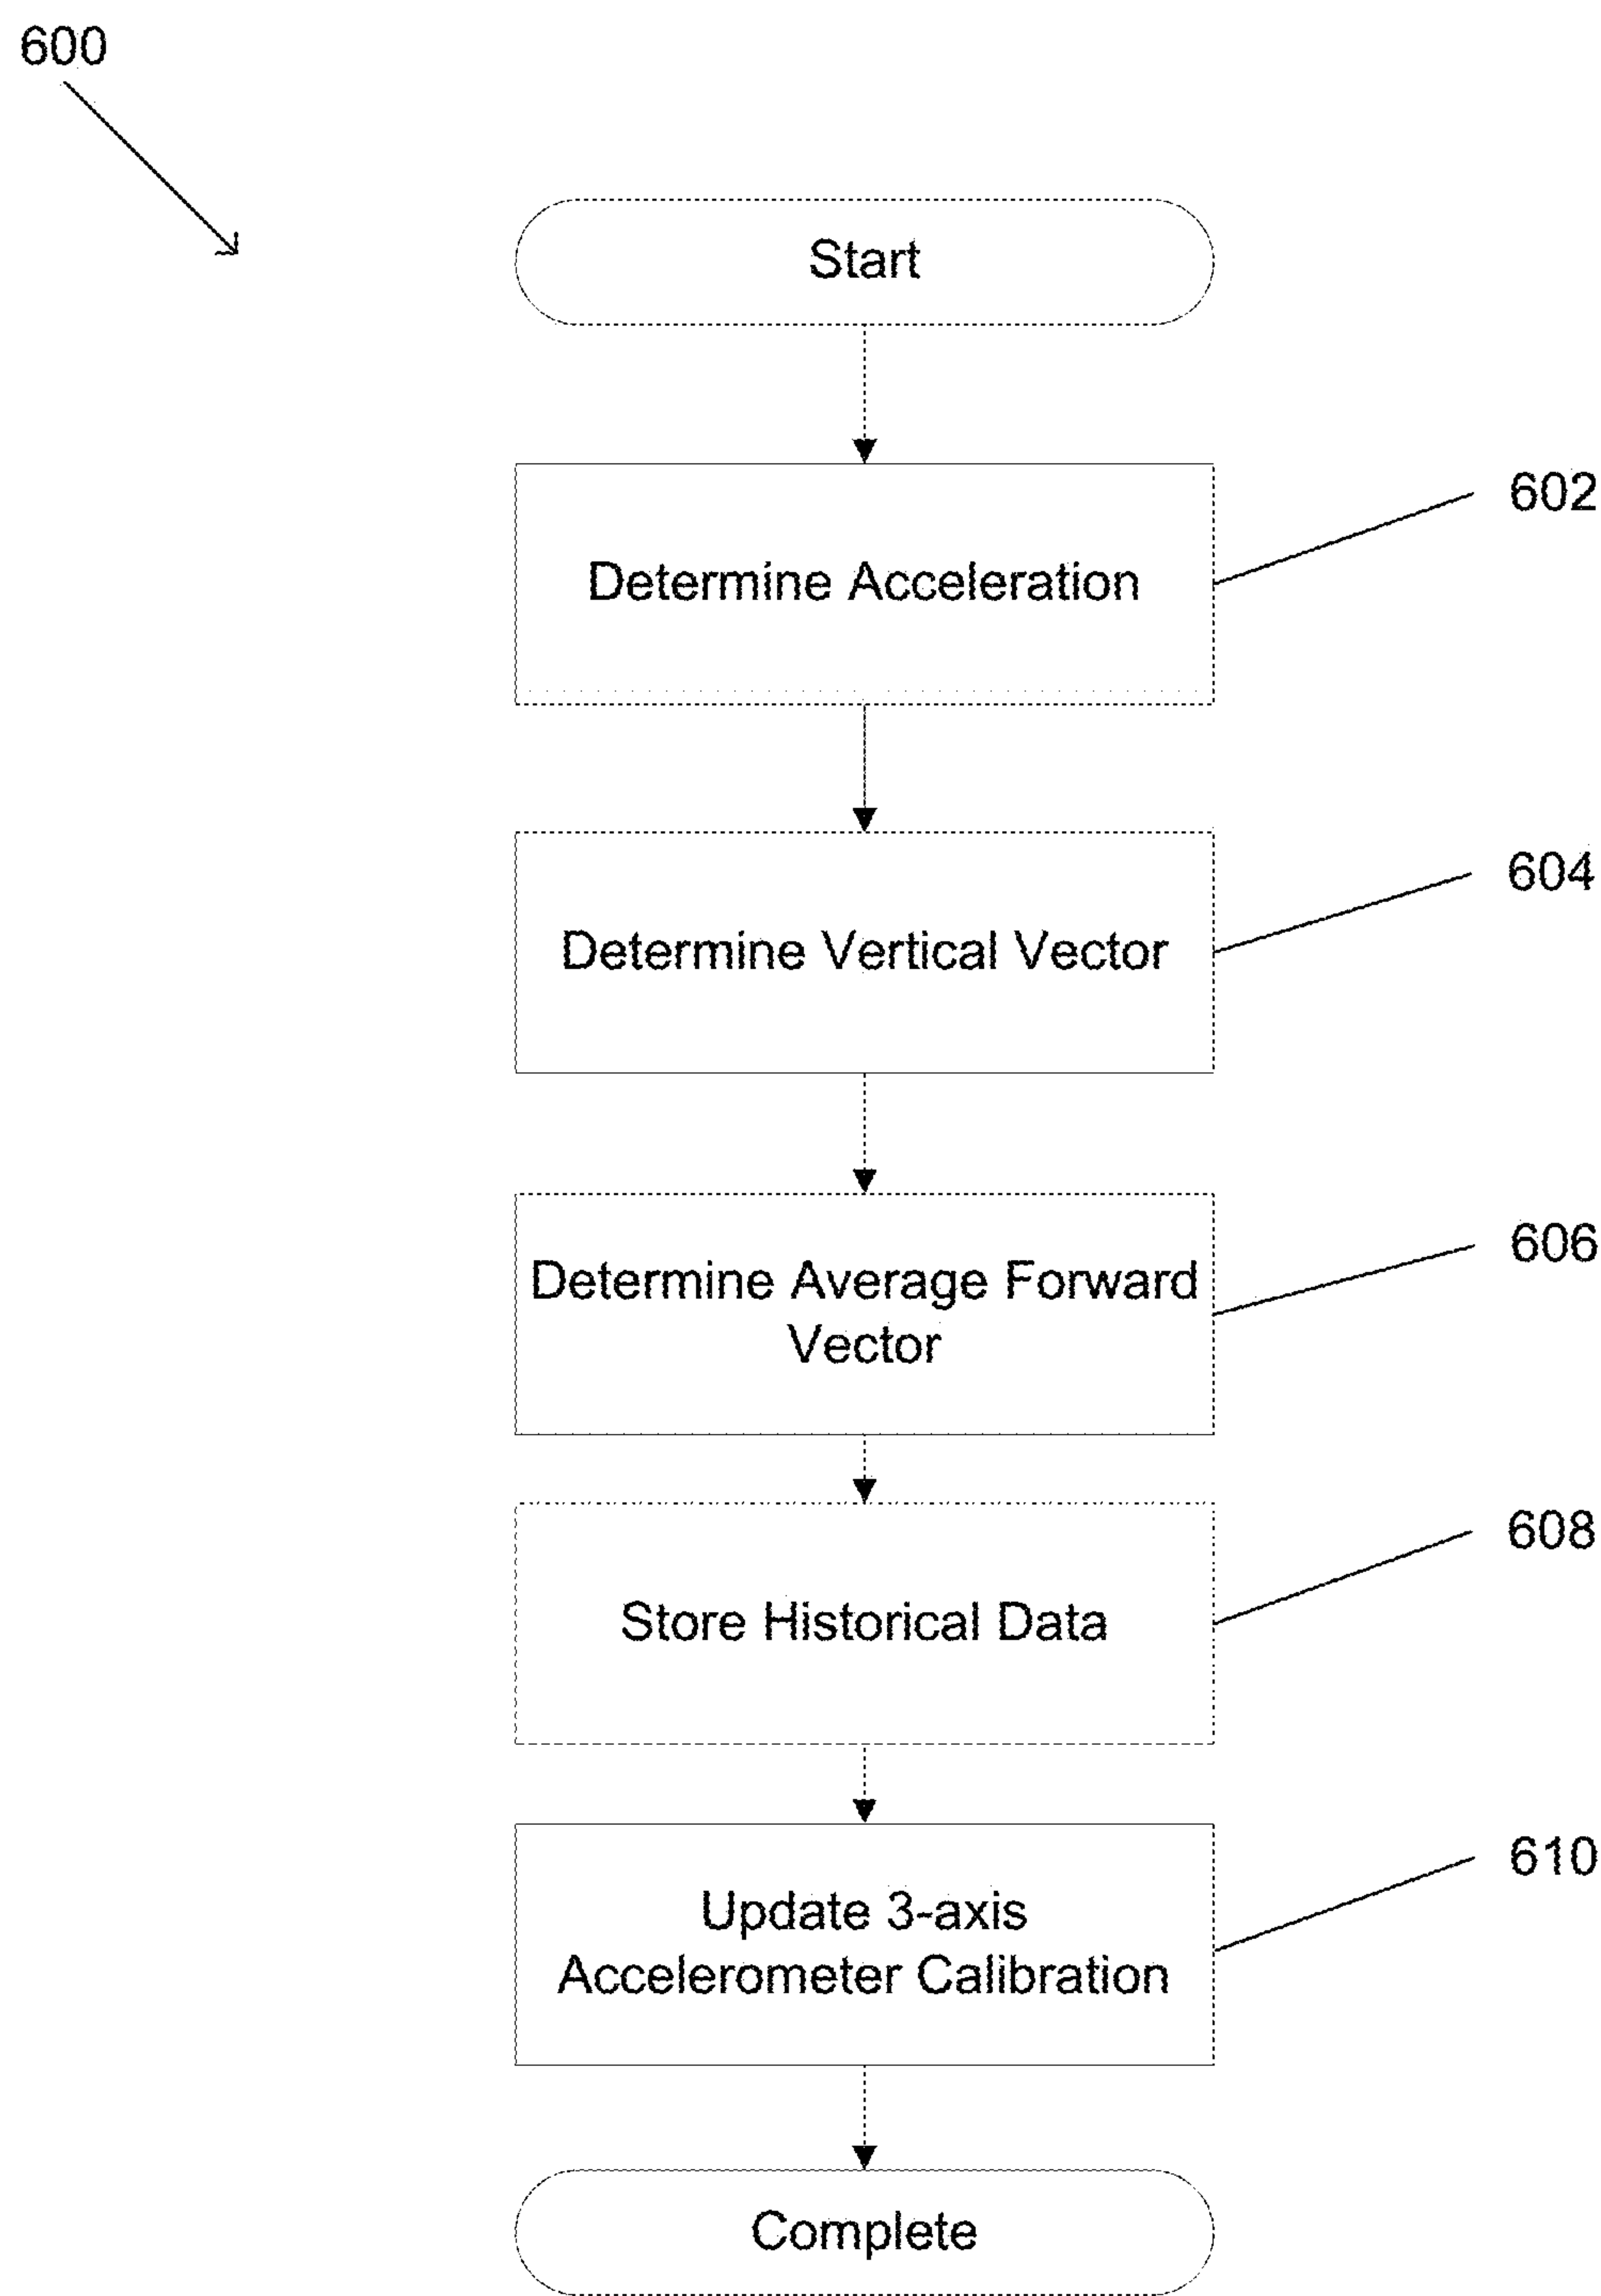 600
Start
Determine Acceleration
602
Determine Vertical Vector
604
Determine Average Forward
Vector
606
Store Historical Data
608
Update 3-axis
Accelerometer Calibration
610
Complete